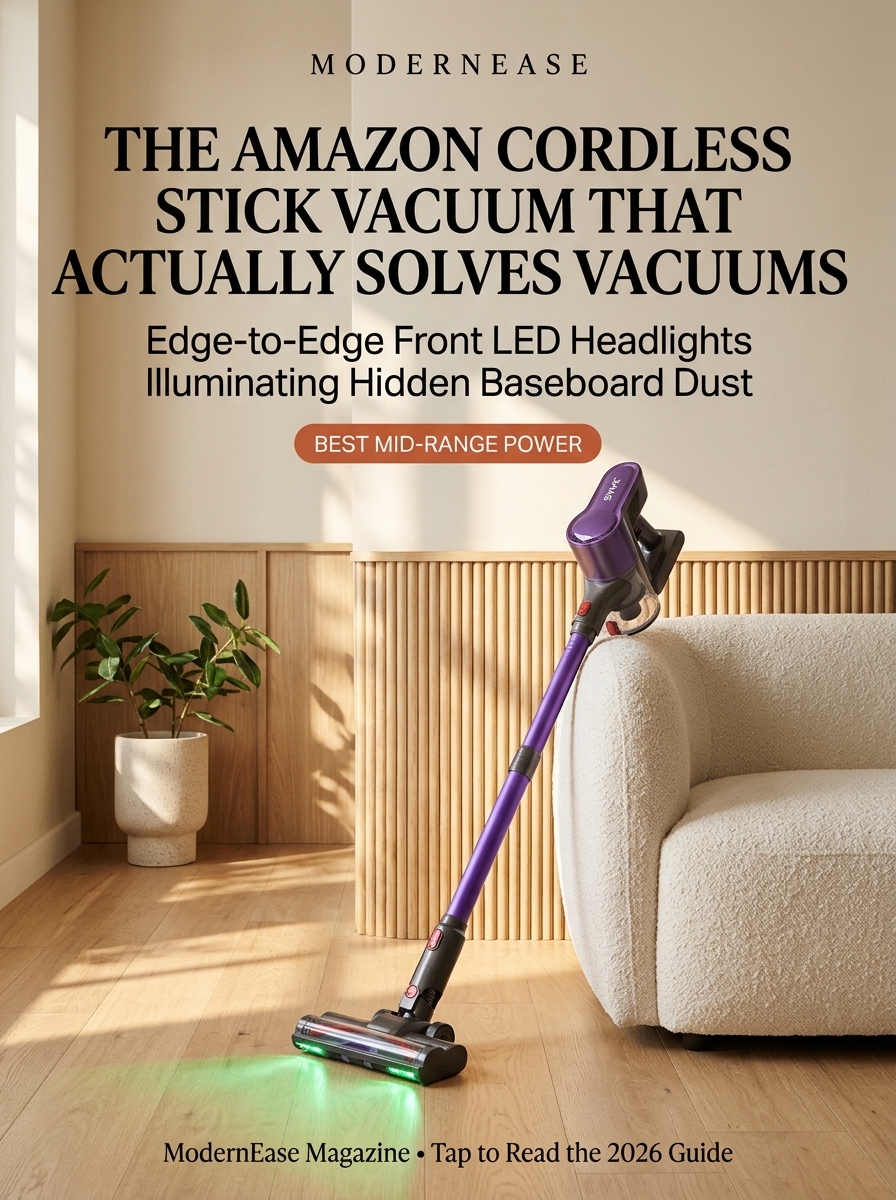 MODERNEASE
THE AMAZON CORDLESS
STICK VACUUM THAT
ACTUALLY SOLVES VACUUMS
Edge-to-Edge Front LED Headlights
Illuminating Hidden Baseboard Dust
BEST MID-RANGE POWER
ModernEase Magazine • Tap to Read the 2026 Guide